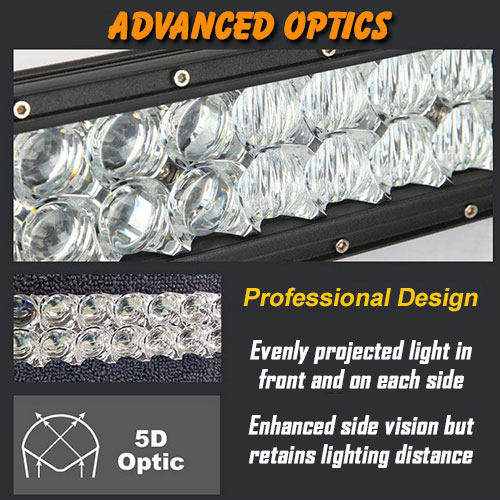 ADVANCED OPTICS
Professional Design
Evenly projected light in
front and on each side
Enhanced side vision but
retains lighting distance
5D
Optic